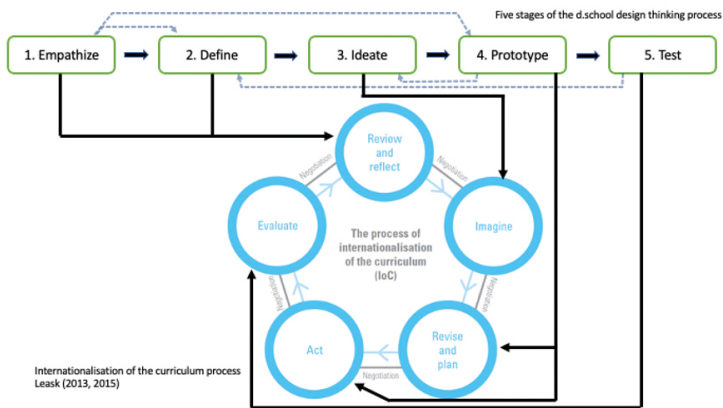 Five stages of the d.school design thinking process
1. Empathize
2. Define
3. Ideate
4. Prototype
5. Test
Review
and
reflect
Negotiation
Negotiation
Evaluate
Imagine
The process of
internationalisation
of the curriculum
(IoC)
Negotiation
Negotiation
Act
Revise
and
plan
Negotiation
Internationalisation of the curriculum process
Leask (2013, 2015)